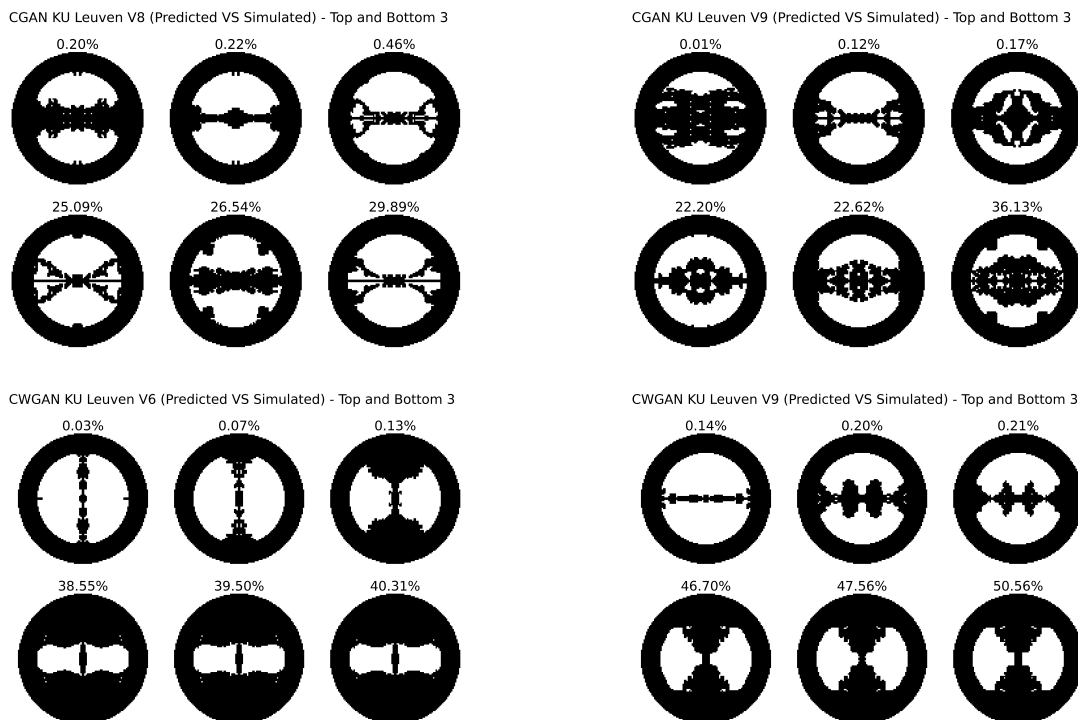 CGAN KU Leuven V8 (Predicted VS Simulated) - Top and Bottom 3
0.20% 0.22% 0.46%
25.09% 26.54% 29.89%
CGAN KU Leuven V9 (Predicted VS Simulated) - Top and Bottom 3
0.01% 0.12% 0.17%
22.20% 22.62% 36.13%
CWGAN KU Leuven V6 (Predicted VS Simulated) - Top and Bottom 3
0.03% 0.07% 0.13%
38.55% 39.50% 40.31%
CWGAN KU Leuven V9 (Predicted VS Simulated) - Top and Bottom 3
0.14% 0.20% 0.21%
46.70% 47.56% 50.56%